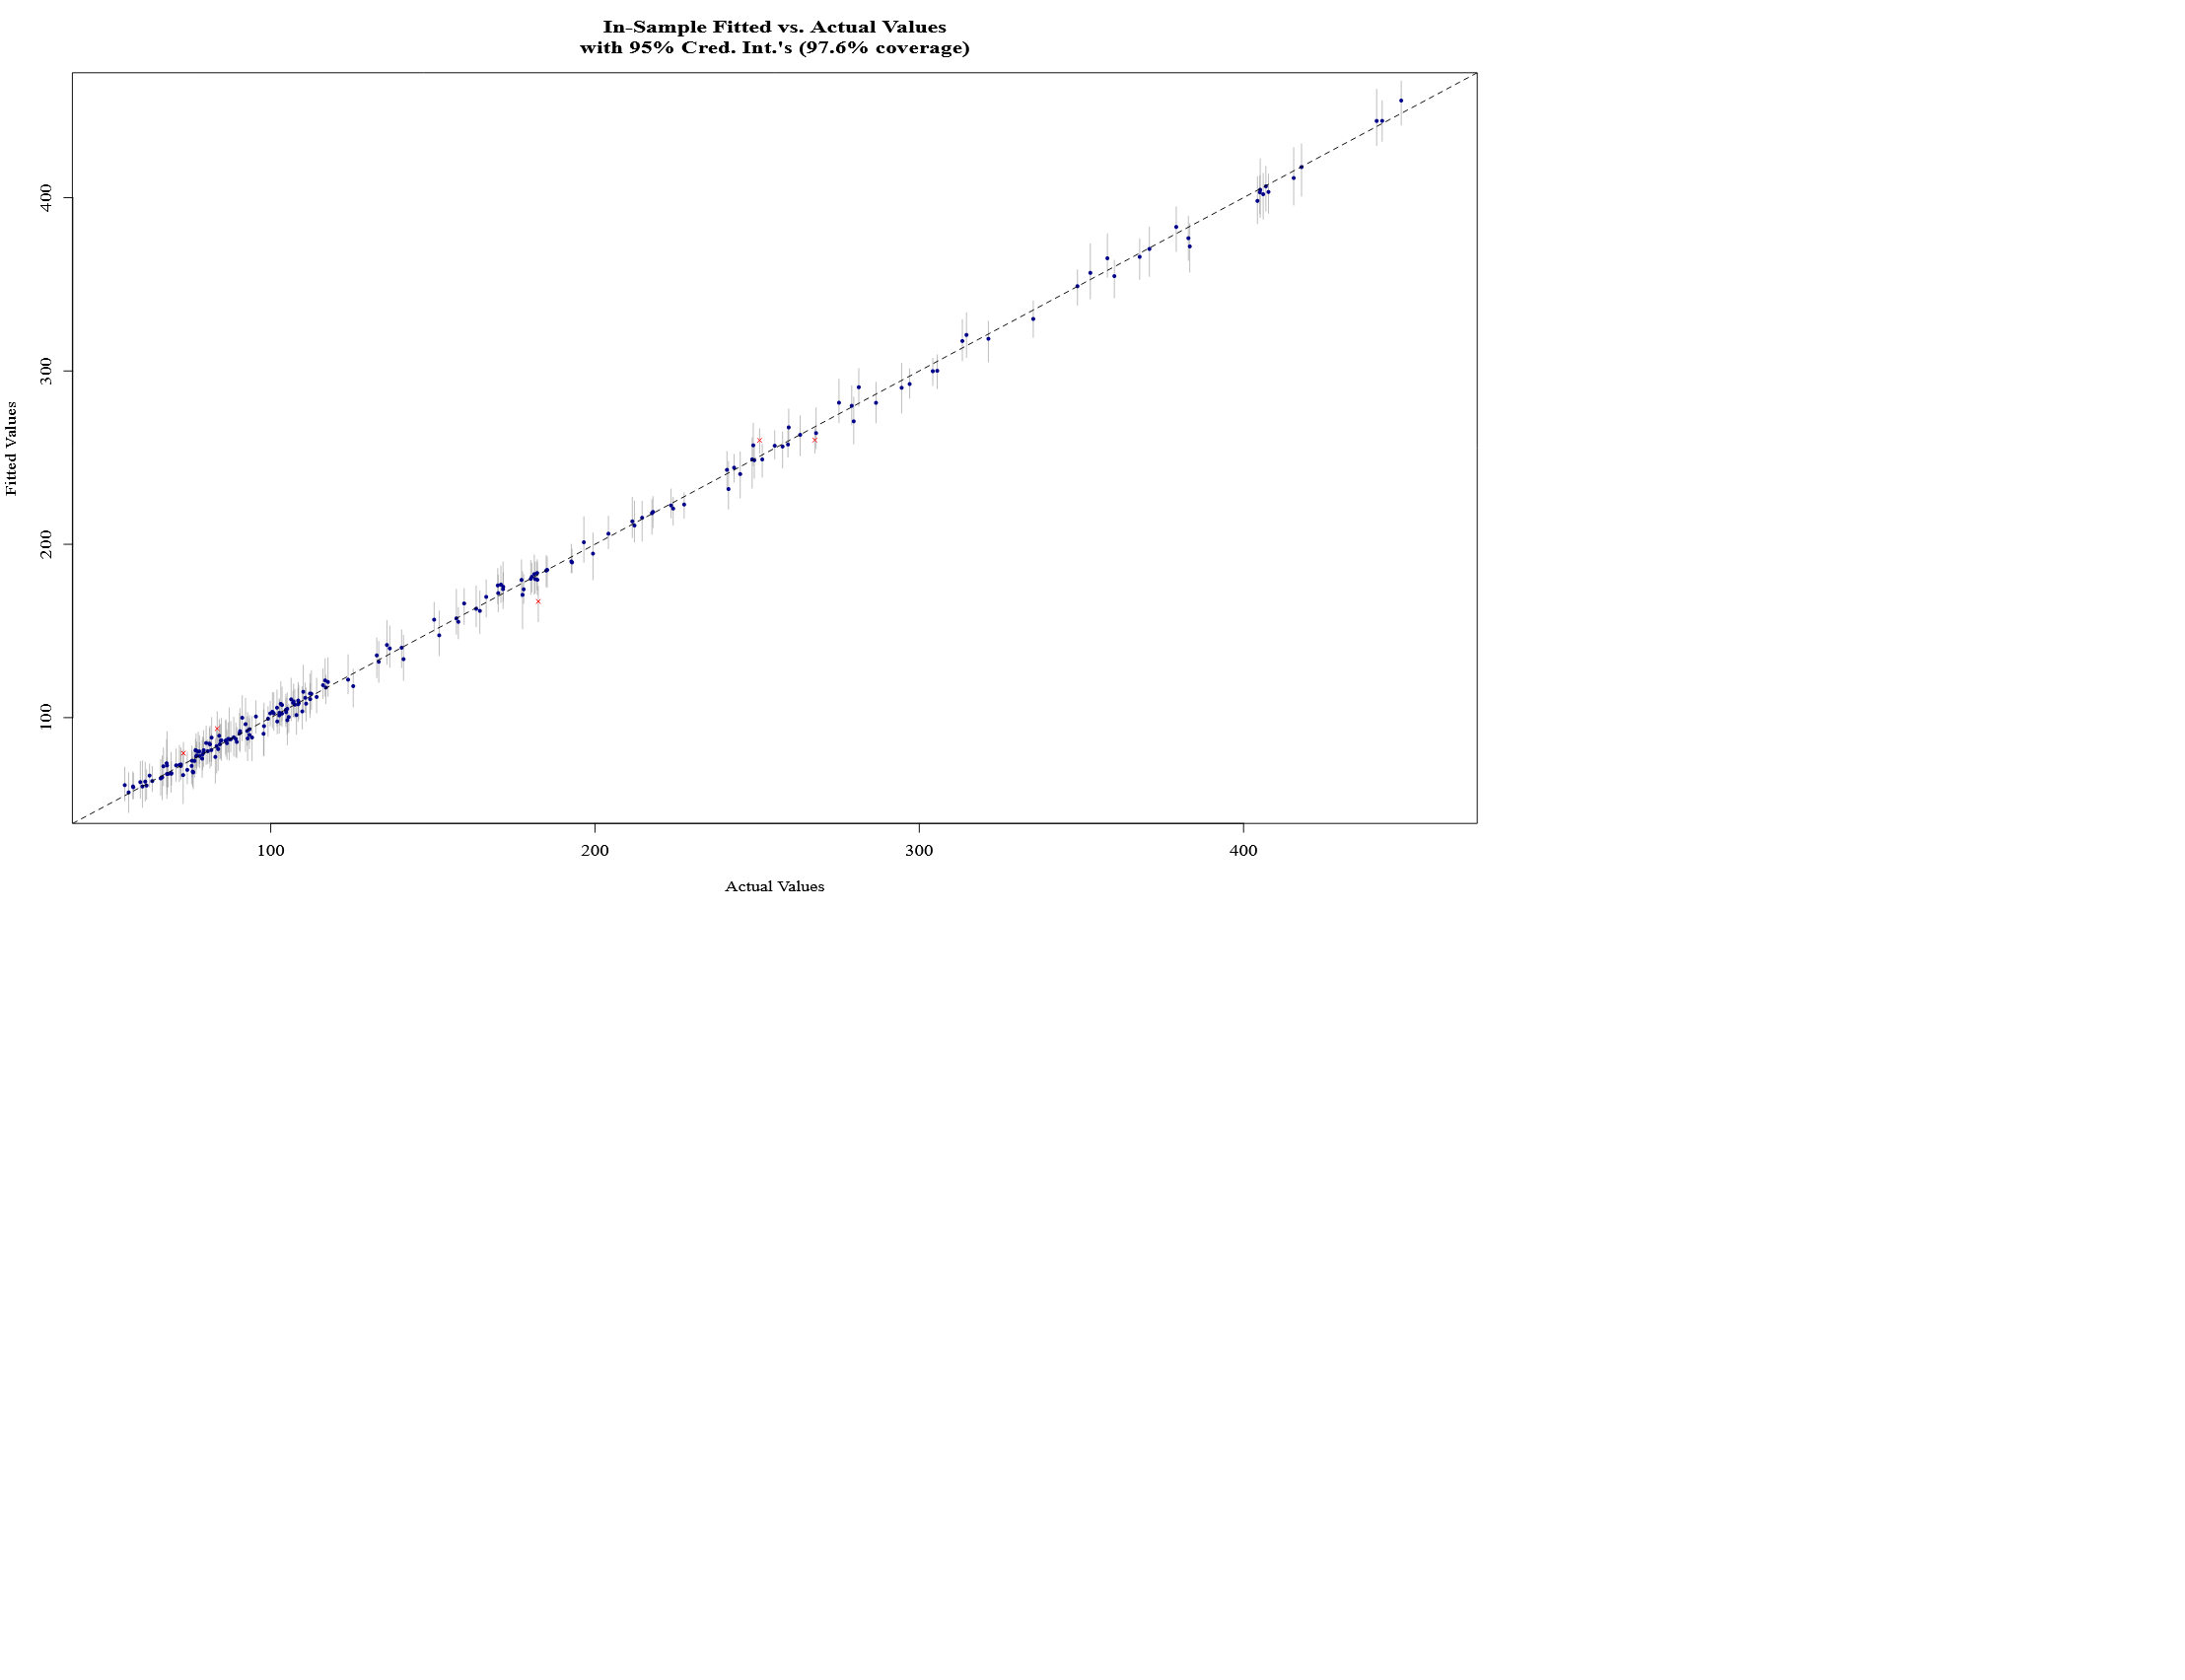 In-Sample Fitted vs. Actual Values
with 95% Cred. Int.'s (97.6% coverage)
400
300
200
100
Fitted Values
100 200 300 400
Actual Values